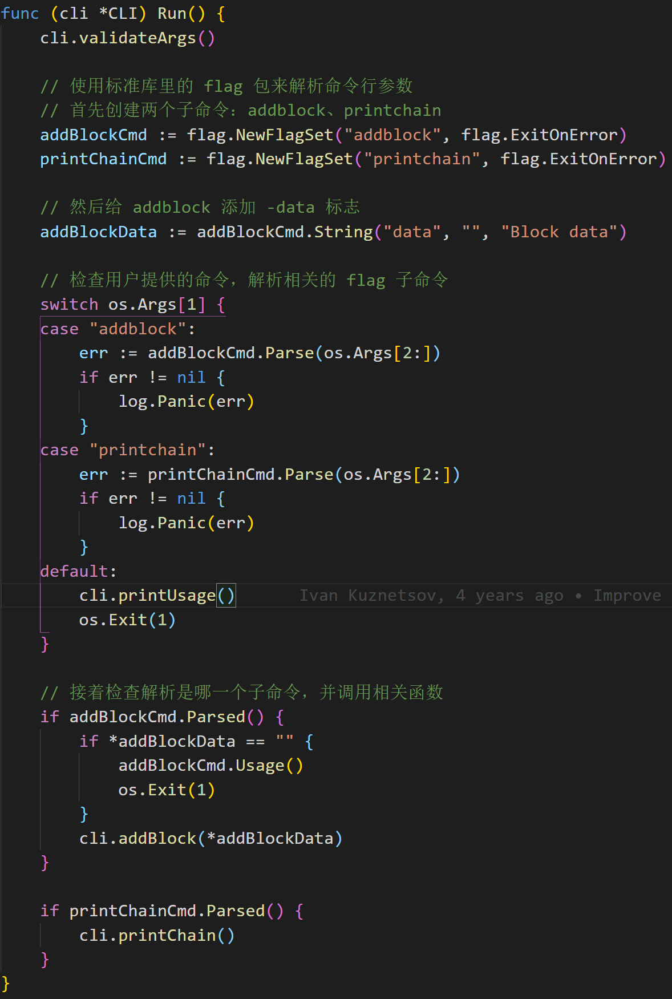 func (cli *CLI) Run() {
    cli.validateArgs()
    // 使用标准库里的 flag 包来解析命令行参数
    // 首先创建两个子命令：addblock、printchain
    addBlockCmd := flag.NewFlagSet("addblock", flag.ExitOnError)
    printChainCmd := flag.NewFlagSet("printchain", flag.ExitOnError)
    // 然后给 addblock 添加 -data 标志
    addBlockData := addBlockCmd.String("data", "", "Block data")
    // 检查用户提供的命令，解析相关的 flag 子命令
    switch os.Args[1] {
    case "addblock":
        err := addBlockCmd.Parse(os.Args[2:])
        if err != nil {
            log.Panic(err)
        }
    case "printchain":
        err := printChainCmd.Parse(os.Args[2:])
        if err != nil {
            log.Panic(err)
        }
    default:
        cli.printUsage()    Ivan Kuznetsov, 4 years ago • Improve
        os.Exit(1)
    }
    // 接着检查解析是哪一个子命令，并调用相关函数
    if addBlockCmd.Parsed() {
        if *addBlockData == "" {
            addBlockCmd.Usage()
            os.Exit(1)
        }
        cli.addBlock(*addBlockData)
    }
    if printChainCmd.Parsed() {
        cli.printChain()
    }
}